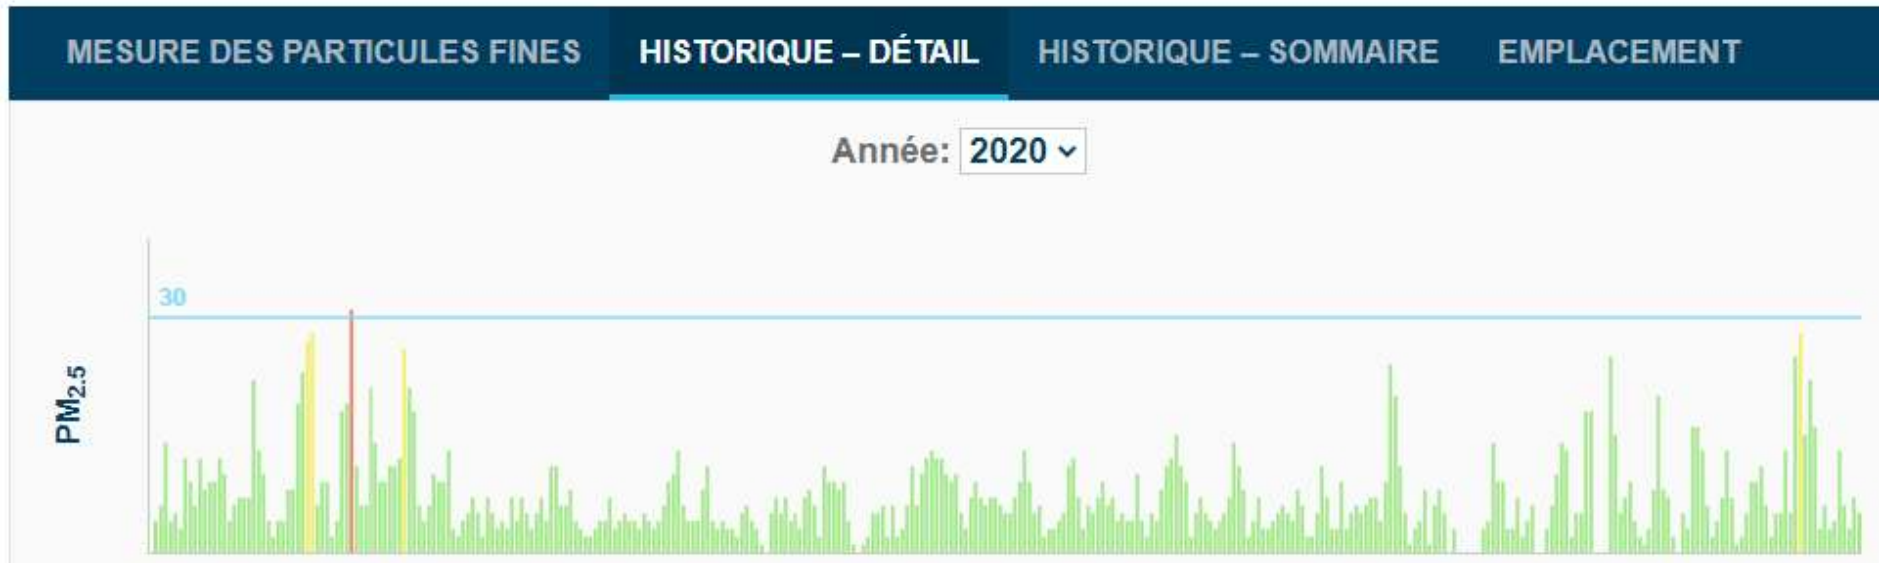 MESURE DES PARTICULES FINES HISTORIQUE – DÉTAIL HISTORIQUE – SOMMAIRE EMPLACEMENT
Année: 2020
30
PM2.5